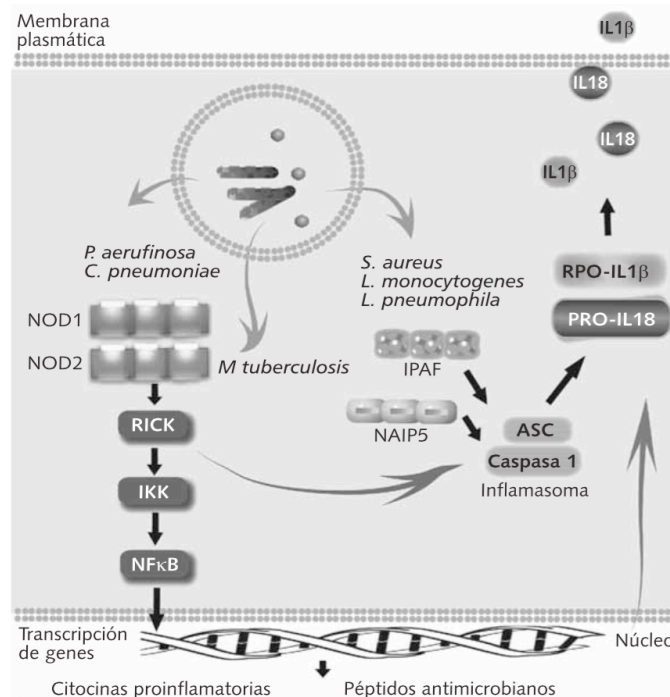 Membrana
plasmática
IL1β
IL18
IL18
IL1β
P. aerufinosa
C. pneumoniae
S. aureus
L. monocytogenes
L. pneumophila
RPO-IL1β
PRO-IL18
NOD1
NOD2
M tuberculosis
IPAF
RICK
NAIP5
ASC
Caspasa 1
Inflamasoma
IKK
NFκB
Transcripción
de genes
Núcleo
Citocinas proinflamatorias
Péptidos antimicrobianos